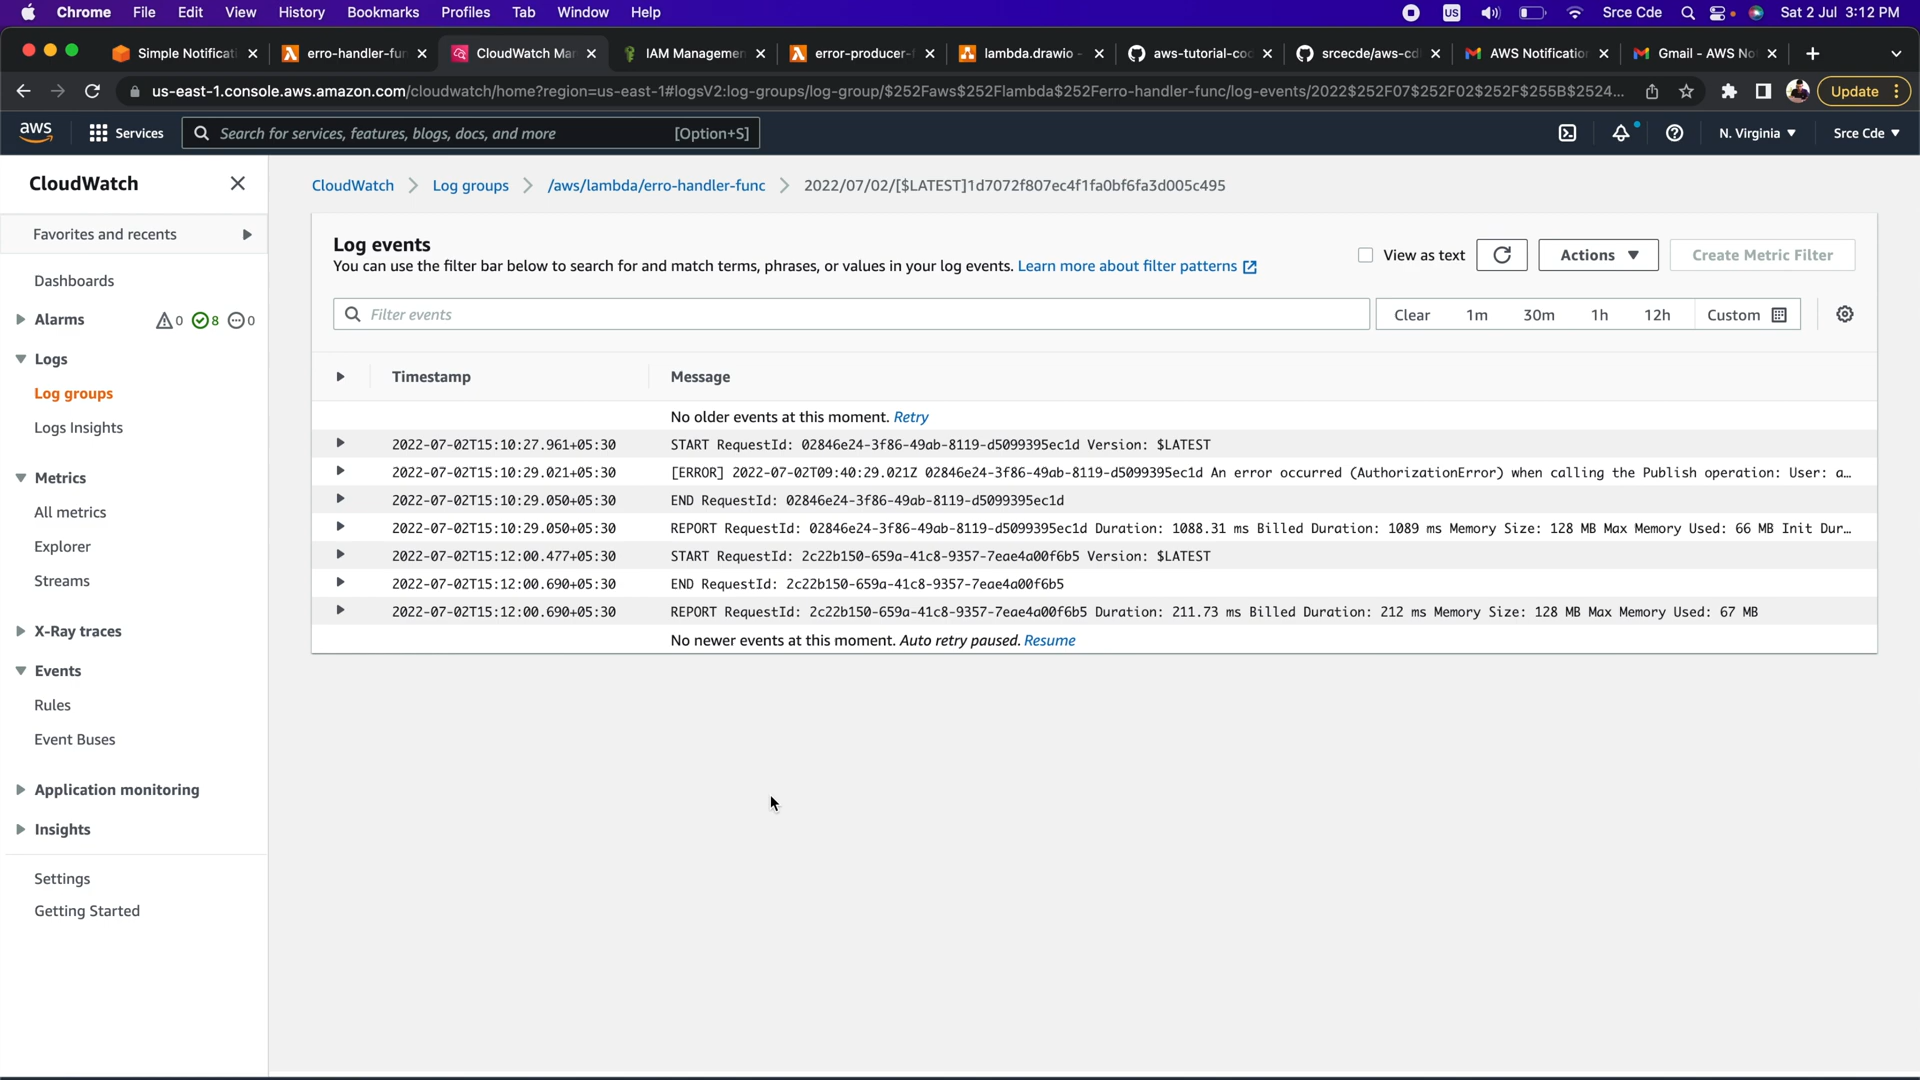 Chrome File Edit View History Bookmarks Profiles Tab Window Help US Srce Cde Sat 2 Jul 3:12 PM
Simple Notificati erro-handler-fun CloudWatch Man IAM Managemen error-producer-f lambda.drawio - aws-tutorial-cod srcecde/aws-cd AWS Notification Gmail - AWS No
us-east-1.console.aws.amazon.com/cloudwatch/home?region=us-east-1#logsV2:log-groups/log-group/$252Faws$252Flambda$252Ferro-handler-func/log-events/2022$252F07$252F02$252F$255B$2524... Update
aws Services Search for services, features, blogs, docs, and more [Option+S] N. Virginia Srce Cde
CloudWatch
Favorites and recents
Dashboards
Alarms 0 8 0
Logs
Log groups
Logs Insights
Metrics
All metrics
Explorer
Streams
X-Ray traces
Events
Rules
Event Buses
Application monitoring
Insights
Settings
Getting Started
CloudWatch Log groups /aws/lambda/erro-handler-func 2022/07/02/[$LATEST]1d7072f807ec4f1fa0bf6fa3d005c495
Log events
You can use the filter bar below to search for and match terms, phrases, or values in your log events. Learn more about filter patterns
View as text Actions Create Metric Filter
Filter events Clear 1m 30m 1h 12h Custom
Timestamp Message
No older events at this moment. Retry
2022-07-02T15:10:27.961+05:30 START RequestId: 02846e24-3f86-49ab-8119-d5099395ec1d Version: $LATEST
2022-07-02T15:10:29.021+05:30 [ERROR] 2022-07-02T09:40:29.021Z 02846e24-3f86-49ab-8119-d5099395ec1d An error occurred (AuthorizationError) when calling the Publish operation: User: a…
2022-07-02T15:10:29.050+05:30 END RequestId: 02846e24-3f86-49ab-8119-d5099395ec1d
2022-07-02T15:10:29.050+05:30 REPORT RequestId: 02846e24-3f86-49ab-8119-d5099395ec1d Duration: 1088.31 ms Billed Duration: 1089 ms Memory Size: 128 MB Max Memory Used: 66 MB Init Dur…
2022-07-02T15:12:00.477+05:30 START RequestId: 2c22b150-659a-41c8-9357-7eae4a00f6b5 Version: $LATEST
2022-07-02T15:12:00.690+05:30 END RequestId: 2c22b150-659a-41c8-9357-7eae4a00f6b5
2022-07-02T15:12:00.690+05:30 REPORT RequestId: 2c22b150-659a-41c8-9357-7eae4a00f6b5 Duration: 211.73 ms Billed Duration: 212 ms Memory Size: 128 MB Max Memory Used: 67 MB
No newer events at this moment. Auto retry paused. Resume